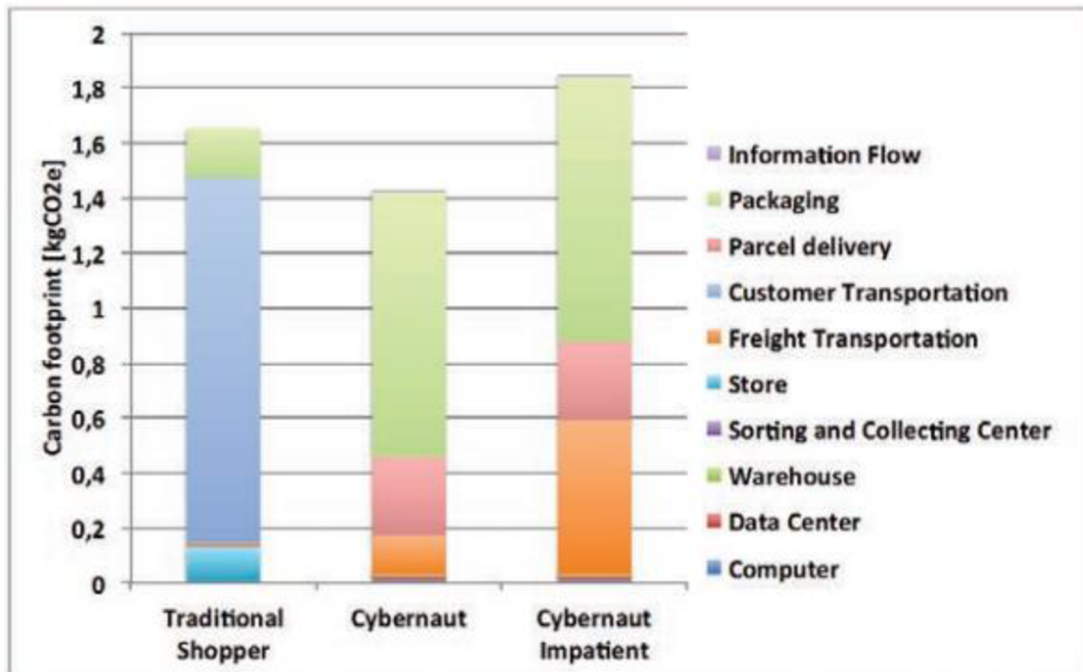 Carbon footprint [kgCO2e]
2
1,8
1,6
1,4
1,2
1
0,8
0,6
0,4
0,2
0
Traditional
Shopper
Cybernaut
Cybernaut
Impatient
Information Flow
Packaging
Parcel delivery
Customer Transportation
Freight Transportation
Store
Sorting and Collecting Center
Warehouse
Data Center
Computer